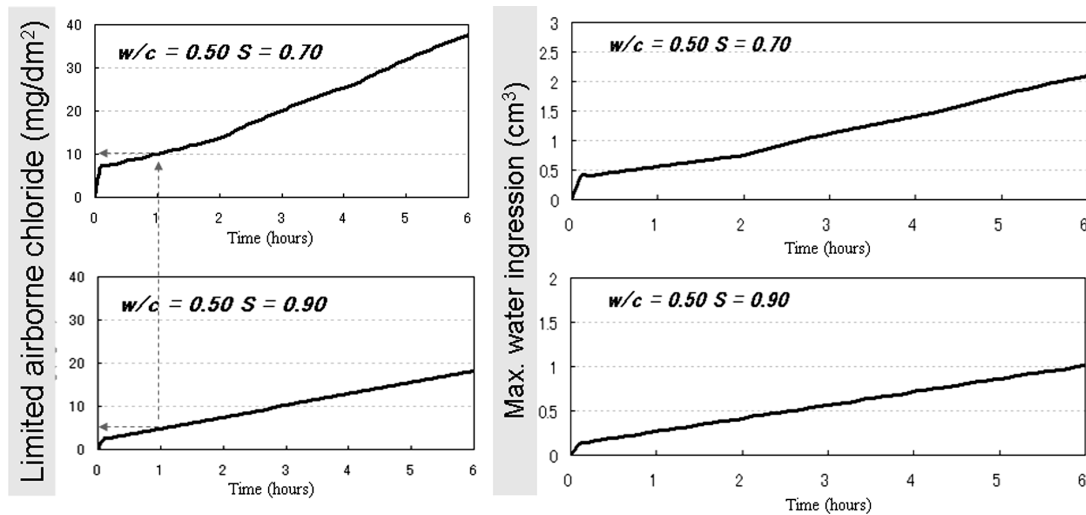 Limited airborne chloride (mg/dm²)
40
30
20
10
0
w/c = 0.50 S = 0.70
0 1 2 3 4 5 6
Time (hours)
40
30
20
10
0
w/c = 0.50 S = 0.90
0 1 2 3 4 5 6
Time (hours)
Max. water ingression (cm³)
3
2.5
2
1.5
1
0.5
0
w/c = 0.50 S = 0.70
0 1 2 3 4 5 6
Time (hours)
2
1.5
1
0.5
0
w/c = 0.50 S = 0.90
0 1 2 3 4 5 6
Time (hours)